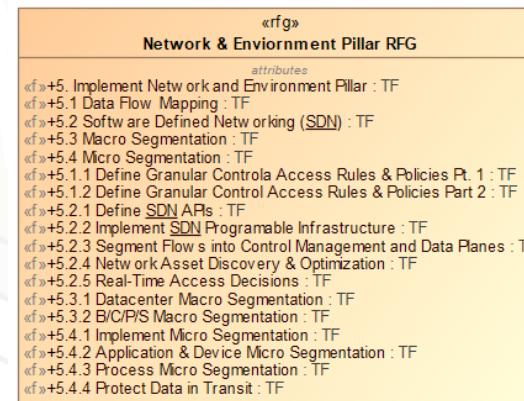 «rfg»
Network & Enviornment Pillar RFG
attributes
«f»+5. Implement Network and Environment Pillar : TF
«f»+5.1 Data Flow Mapping : TF
«f»+5.2 Software Defined Networking (SDN) : TF
«f»+5.3 Macro Segmentation : TF
«f»+5.4 Micro Segmentation : TF
«f»+5.1.1 Define Granular Controla Access Rules & Policies Pt. 1 : TF
«f»+5.1.2 Define Granular Control Access Rules & Policies Part 2 : TF
«f»+5.2.1 Define SDN APIs : TF
«f»+5.2.2 Implement SDN Programable Infrastructure : TF
«f»+5.2.3 Segment Flows into Control Management and Data Planes : T
«f»+5.2.4 Network Asset Discovery & Optimization : TF
«f»+5.2.5 Real-Time Access Decisions : TF
«f»+5.3.1 Datacenter Macro Segmentation : TF
«f»+5.3.2 B/C/P/S Macro Segmentation : TF
«f»+5.4.1 Implement Micro Segmentation : TF
«f»+5.4.2 Application & Device Micro Segmentation : TF
«f»+5.4.3 Process Micro Segmentation : TF
«f»+5.4.4 Protect Data in Transit : TF